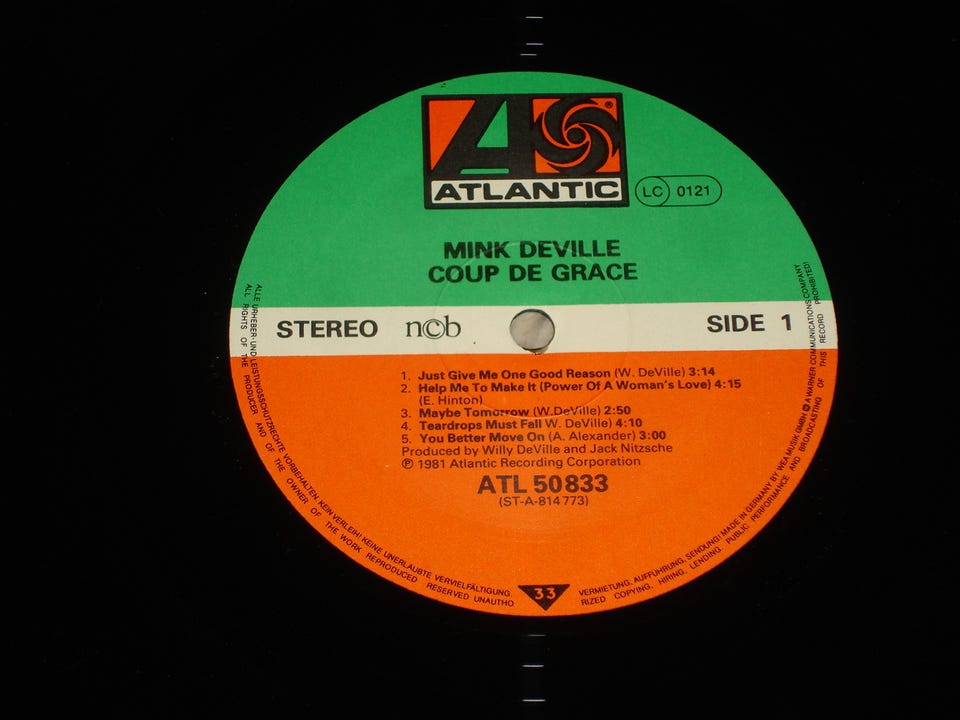 ®
ATLANTIC
LC 0121
MINK DEVILLE
COUP DE GRACE
STEREO n©b SIDE 1
1. Just Give Me One Good Reason (W. DeVille) 3:14
2. Help Me To Make It (Power Of A Woman's Love) 4:15
(E. Hinton)
3. Maybe Tomorrow (W.DeVille) 2:50
4. Teardrops Must Fall W. DeVille) 4:10
5. You Better Move On (A. Alexander) 3:00
Produced by Willy DeVille and Jack Nitzsche
℗ 1981 Atlantic Recording Corporation
ATL 50 833
(ST-A-814 773)
ALLE URHEBER-UND LEISTUNGSSCHUTZRECHTE VORBEHALTEN. KEIN VERLEIH! KEINE UNERLAUBTE VERVIELFÄLTIGUNG, VERMIETUNG, AUFFÜHRUNG, SENDUNG! MADE IN GERMANY BY WEA MUSIK GMBH A WARNER COMMUNICATIONS COMPANY
ALL RIGHTS OF THE PRODUCER AND OF THE OWNER OF THE WORK REPRODUCED RESERVED UNAUTHO RIZED COPYING, HIRING, LENDING, PUBLIC PERFORMANCE AND BROADCASTING OF THIS RECORD PROHIBITED!
33